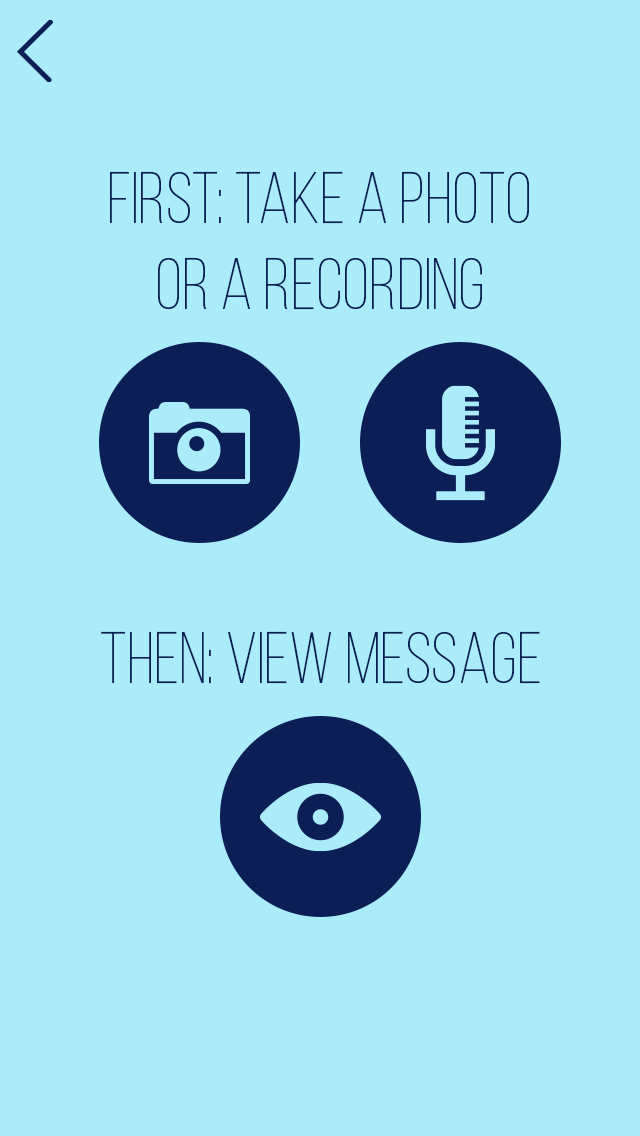 FIRST: TAKE A PHOTO
OR A RECORDING
THEN: VIEW MESSAGE